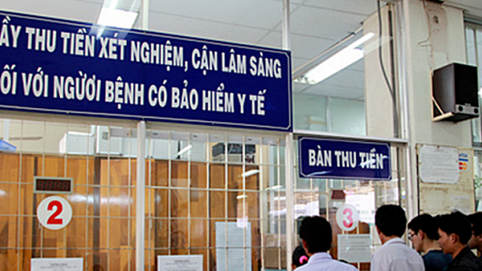 ẦY THU TIỀN XÉT NGHIỆM, CẬN LÂM SÀNG
ỐI VỚI NGƯỜI BỆNH CÓ BẢO HIỂM Y TẾ
BÀN THU TIỀN
2
3